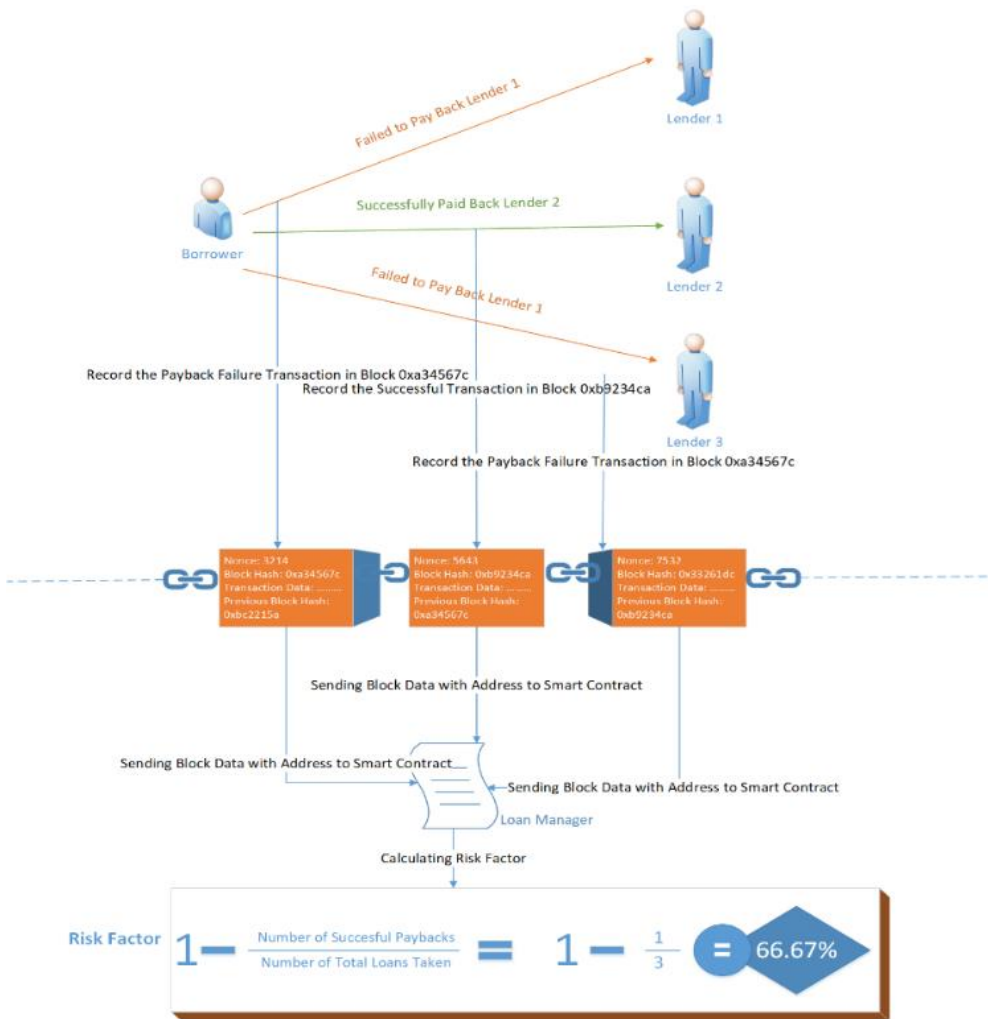 Lender 1
Failed to Pay Back Lender 1
Successfully Paid Back Lender 2
Borrower
Lender 2
Failed to Pay Back Lender 1
Record the Payback Failure Transaction in Block 0xa34567c
Record the Successful Transaction in Block 0xb9234ca
Lender 3
Record the Payback Failure Transaction in Block 0xa34567c
Nonce: 3214
Block Hash: 0xa34567c
Transaction Data: .........
Previous Block Hash:
0xbc2215a
Nonce: 5643
Block Hash: 0xb9234ca
Transaction Data: .........
Previous Block Hash:
0xa34567c
Nonce: 7532
Block Hash: 0x33261dc
Transaction Data: .........
Previous Block Hash:
0xb9234ca
Sending Block Data with Address to Smart Contract
Sending Block Data with Address to Smart Contract
Sending Block Data with Address to Smart Contract
Loan Manager
Calculating Risk Factor
Risk Factor
1 − Number of Succesful Paybacks
Number of Total Loans Taken
= 1 − 1
3
= 66.67%